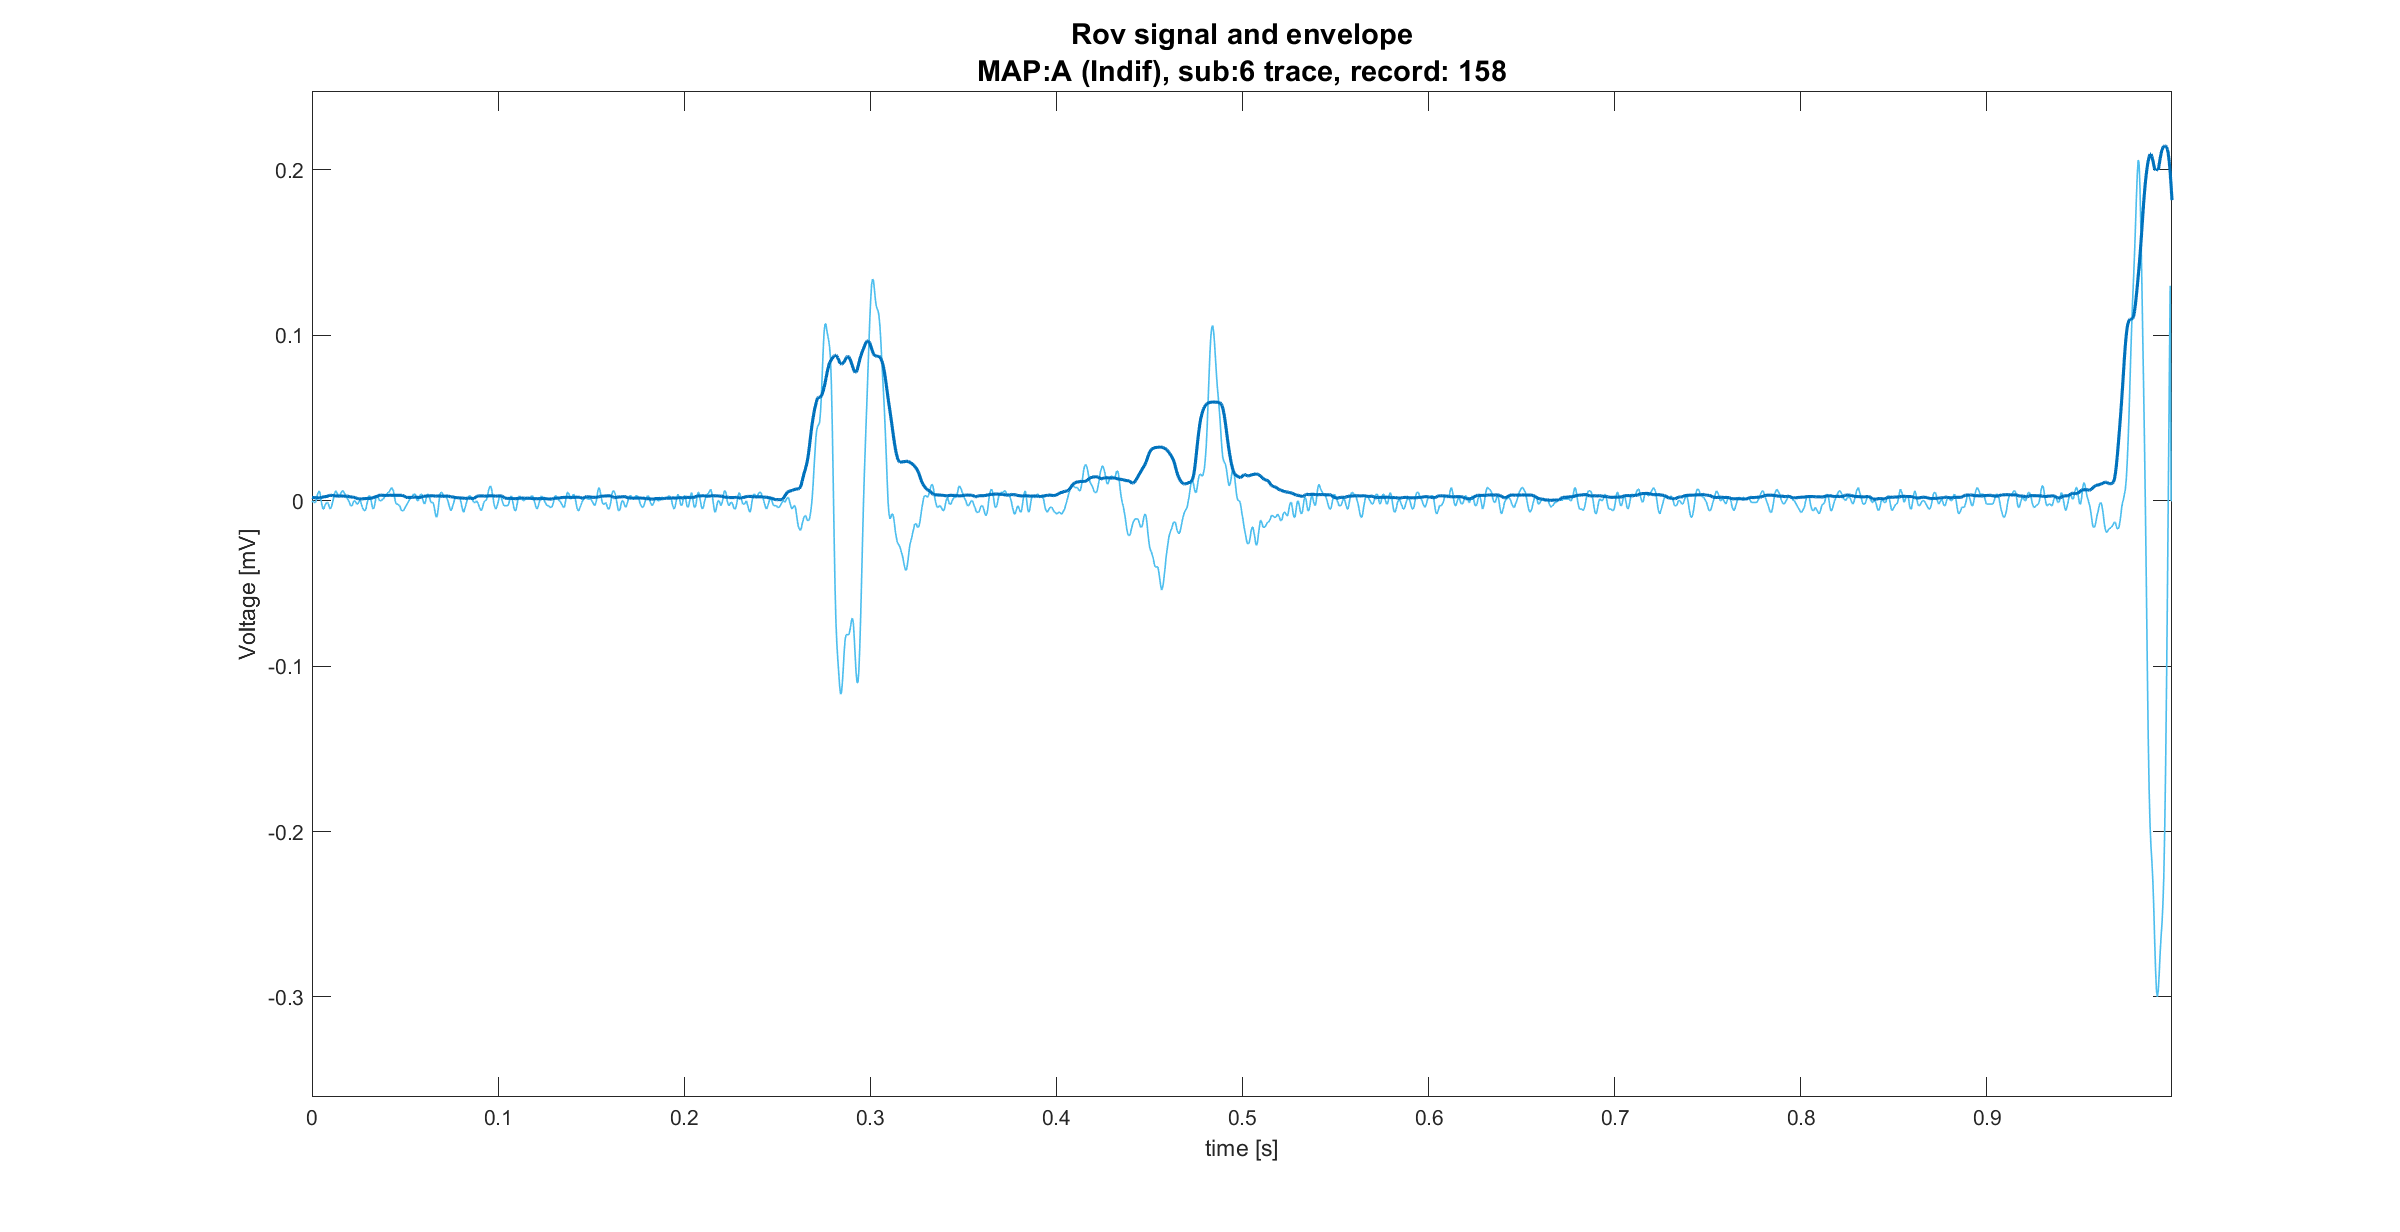 Rov signal and envelope
MAP:A (Indif), sub:6 trace, record: 158
0.2
0.1
0
-0.1
-0.2
-0.3
Voltage [mV]
0 0.1 0.2 0.3 0.4 0.5 0.6 0.7 0.8 0.9
time [s]